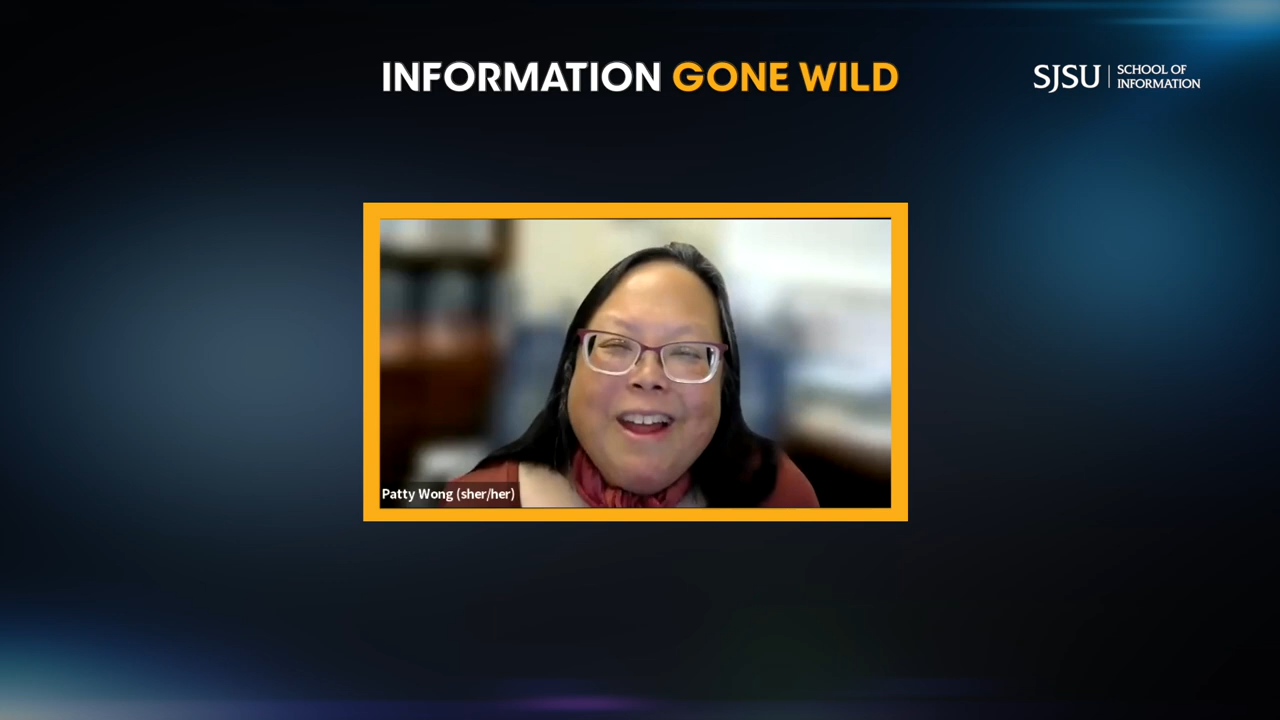 INFORMATION GONE WILD
SJSU | SCHOOL OF
INFORMATION
Patty Wong (sher/her)